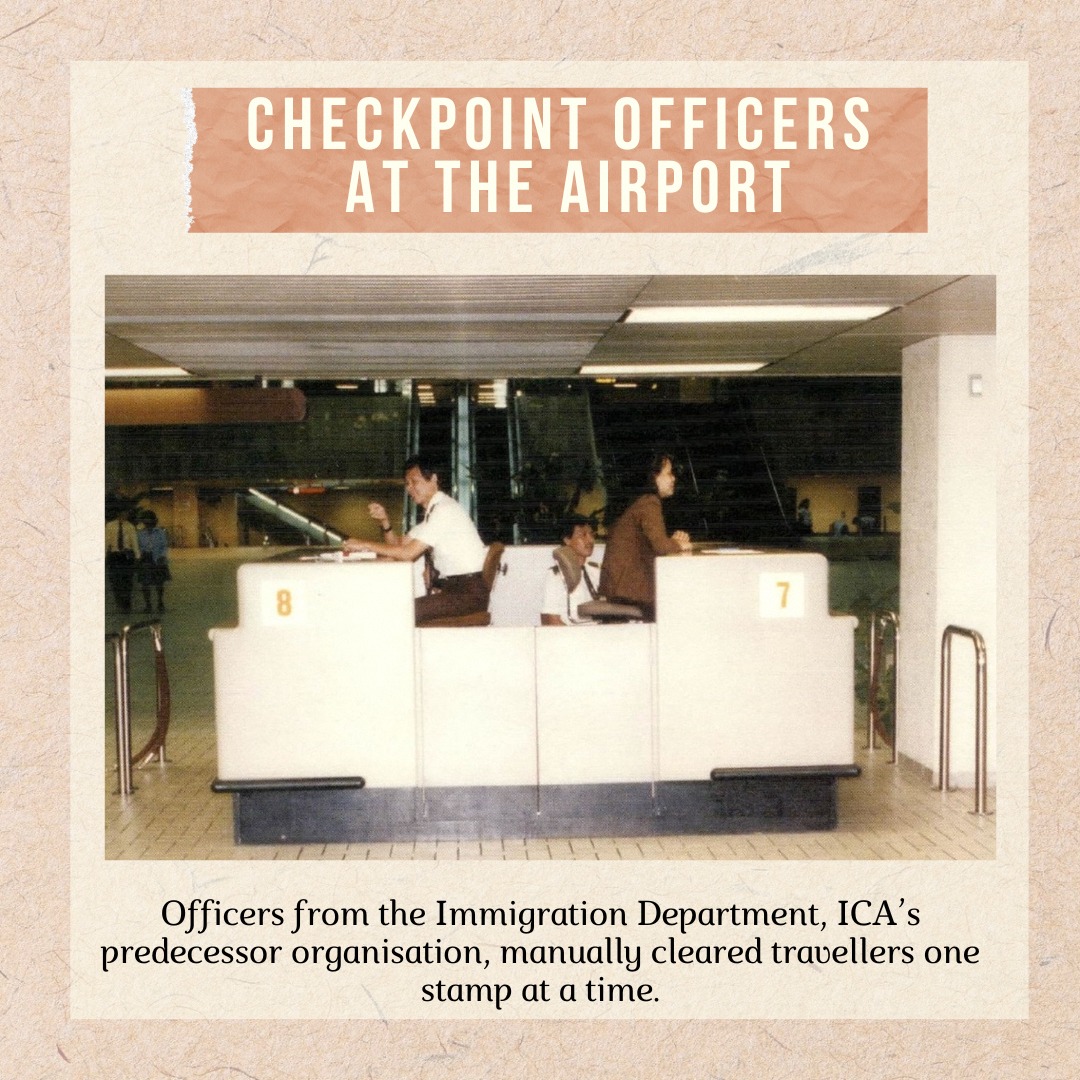 CHECKPOINT OFFICERS
AT THE AIRPORT
8
7
Officers from the Immigration Department, ICA’s
predecessor organisation, manually cleared travellers one
stamp at a time.